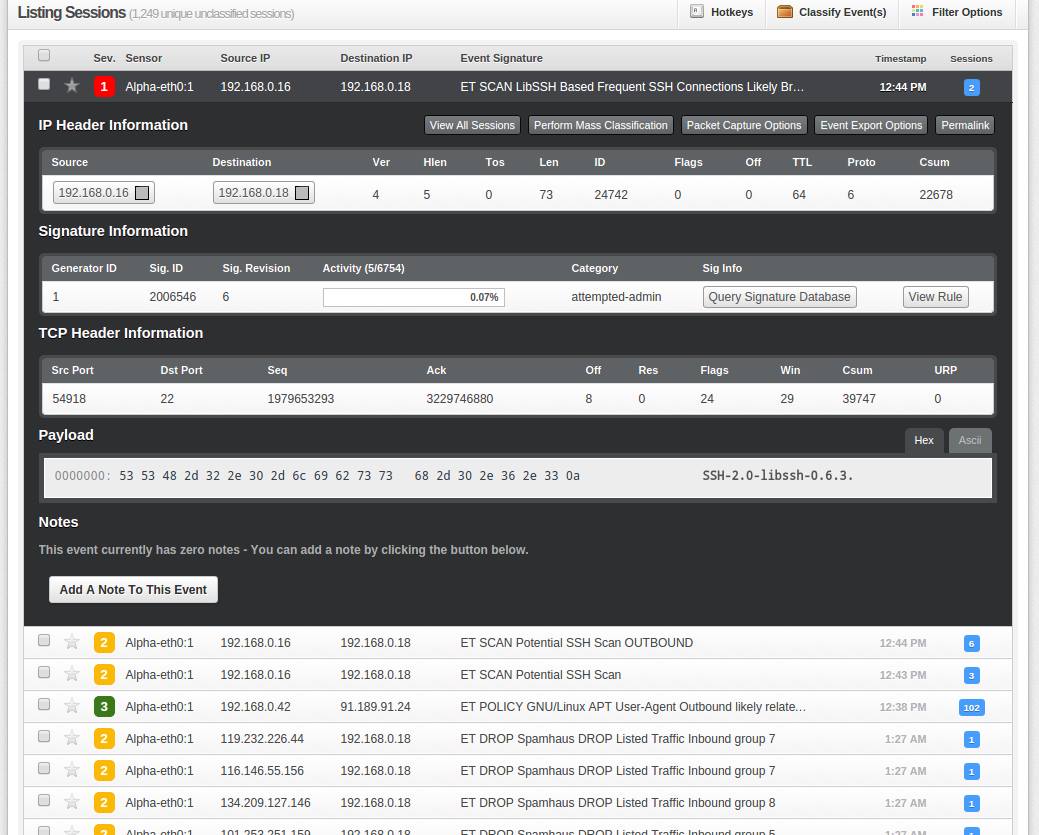 Listing Sessions (1,249 unique unclassified sessions) Hotkeys Classify Event(s) Filter Options
Sev. Sensor Source IP Destination IP Event Signature Timestamp Sessions
1 Alpha-eth0:1 192.168.0.16 192.168.0.18 ET SCAN LibSSH Based Frequent SSH Connections Likely Br… 12:44 PM 2
IP Header Information View All Sessions Perform Mass Classification Packet Capture Options Event Export Options Permalink
Source Destination Ver Hlen Tos Len ID Flags Off TTL Proto Csum
192.168.0.16 192.168.0.18 4 5 0 73 24742 0 0 64 6 22678
Signature Information
Generator ID Sig. ID Sig. Revision Activity (5/6754) Category Sig Info
1 2006546 6 0.07% attempted-admin Query Signature Database View Rule
TCP Header Information
Src Port Dst Port Seq Ack Off Res Flags Win Csum URP
54918 22 1979653293 3229746880 8 0 24 29 39747 0
Payload Hex Ascii
0000000: 53 53 48 2d 32 2e 30 2d 6c 69 62 73 73 68 2d 30 2e 36 2e 33 0a SSH-2.0-libssh-0.6.3.
Notes
This event currently has zero notes - You can add a note by clicking the button below.
Add A Note To This Event
2 Alpha-eth0:1 192.168.0.16 192.168.0.18 ET SCAN Potential SSH Scan OUTBOUND 12:44 PM 6
2 Alpha-eth0:1 192.168.0.16 192.168.0.18 ET SCAN Potential SSH Scan 12:43 PM 3
3 Alpha-eth0:1 192.168.0.42 91.189.91.24 ET POLICY GNU/Linux APT User-Agent Outbound likely relate… 12:38 PM 102
2 Alpha-eth0:1 119.232.226.44 192.168.0.18 ET DROP Spamhaus DROP Listed Traffic Inbound group 7 1:27 AM 1
2 Alpha-eth0:1 116.146.55.156 192.168.0.18 ET DROP Spamhaus DROP Listed Traffic Inbound group 7 1:27 AM 1
2 Alpha-eth0:1 134.209.127.146 192.168.0.18 ET DROP Spamhaus DROP Listed Traffic Inbound group 8 1:27 AM 1
2 Alpha-eth0:1 101.253.251.159 192.168.0.18 ET DROP Spamhaus DROP Listed Traffic Inbound group 5 1:27 AM 1